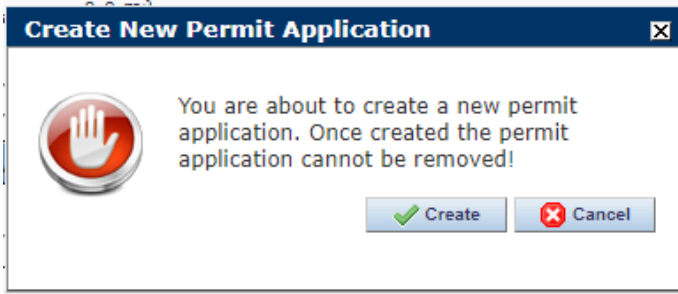 Create New Permit Application
You are about to create a new permit
application. Once created the permit
application cannot be removed!
Create
Cancel